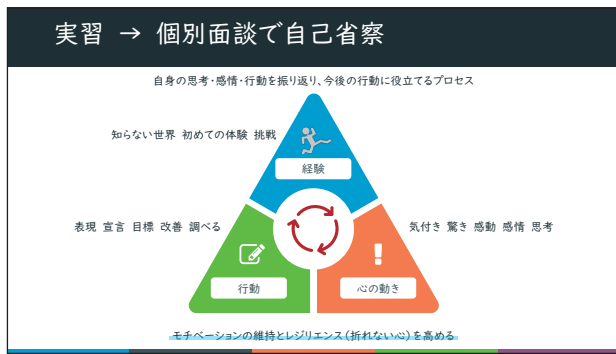 実習 → 個別面談で自己省察
自身の思考・感情・行動を振り返り、今後の行動に役立てるプロセス
知らない世界 初めての体験 挑戦
経験
表現 宣言 目標 改善 調べる
気付き 驚き 感動 感情 思考
行動
心の動き
モチベーションの維持とレジリエンス(折れない心)を高める